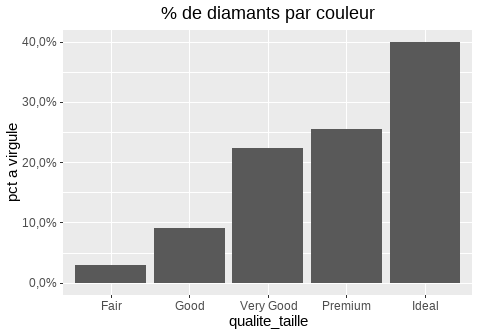 % de diamants par couleur
40,0%
30,0%
20,0%
10,0%
0,0%
pct a virgule
Fair Good Very Good Premium Ideal
qualite_taille